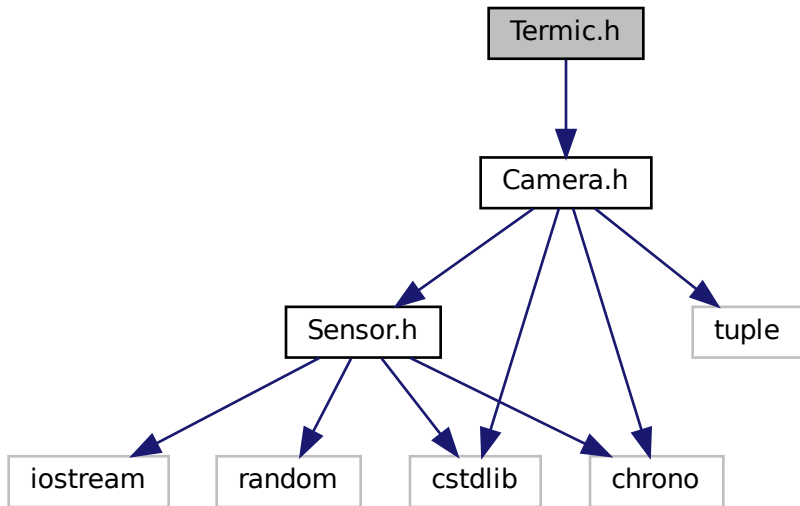 Termic.h
Camera.h
Sensor.h
tuple
iostream
random
cstdlib
chrono